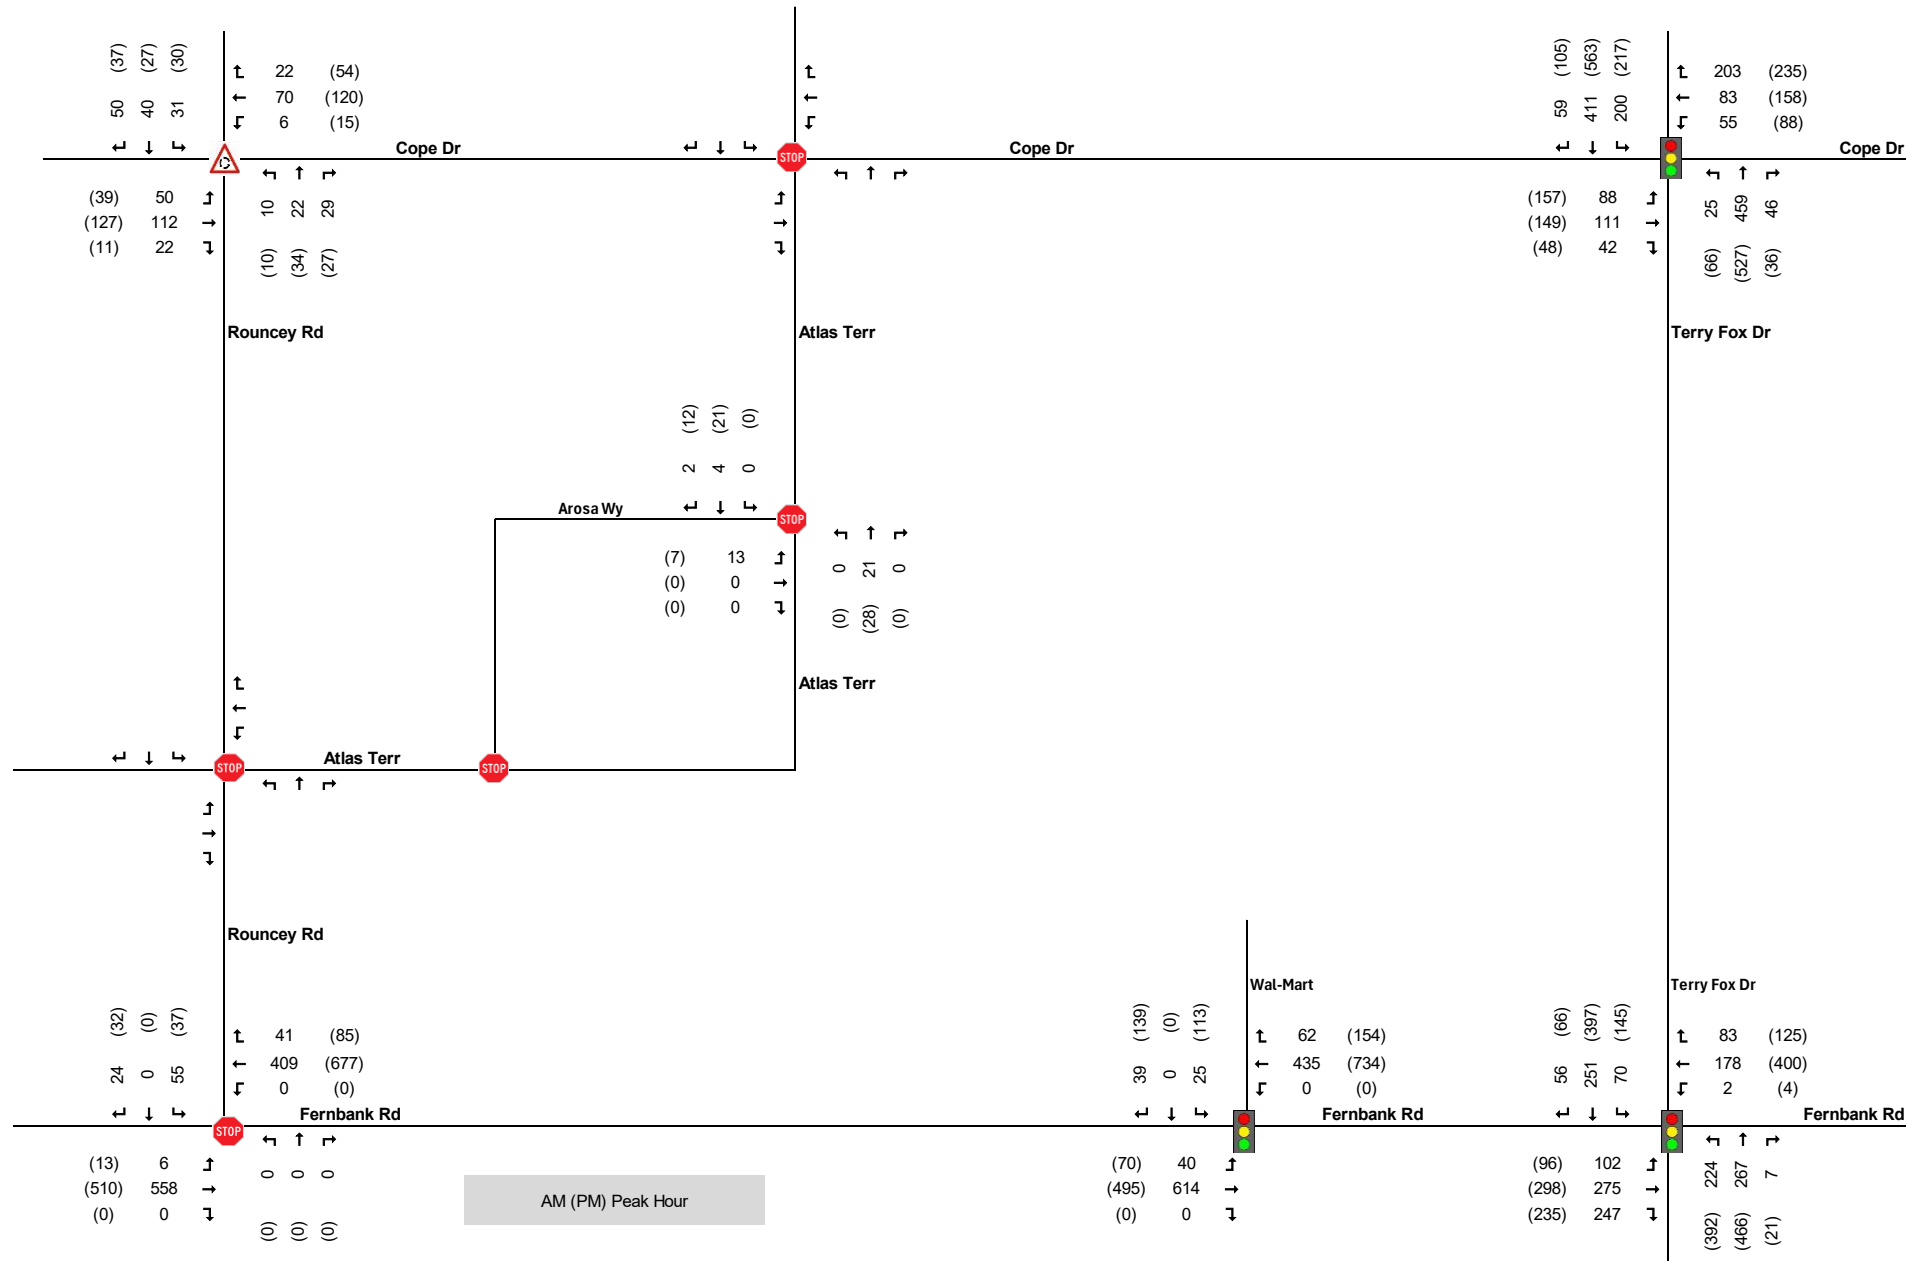 (37) (27) (30)
50 40 31
22 (54)
70 (120)
6 (15)
(105) (563) (217)
59 411 200
203 (235)
83 (158)
55 (88)
Cope Dr
STOP
Cope Dr
Cope Dr
(39) 50
(127) 112
(11) 22
10 22 29
(10) (34) (27)
(157) 88
(149) 111
(48) 42
25 459 46
(66) (527) (36)
Rouncey Rd
Atlas Terr
Terry Fox Dr
(12) (21) (0)
2 4 0
Arosa Wy
STOP
(7) 13
(0) 0
(0) 0
0 21 0
(0) (28) (0)
Atlas Terr
STOP
Atlas Terr
STOP
Rouncey Rd
Wal-Mart
Terry Fox Dr
(32) (0) (37)
24 0 55
41 (85)
409 (677)
0 (0)
(139) (0) (113)
39 0 25
62 (154)
435 (734)
0 (0)
(66) (397) (145)
56 251 70
83 (125)
178 (400)
2 (4)
STOP
Fernbank Rd
Fernbank Rd
Fernbank Rd
(13) 6
(510) 558
(0) 0
0 0 0
(0) (0) (0)
AM (PM) Peak Hour
(70) 40
(495) 614
(0) 0
(96) 102
(298) 275
(235) 247
224 267 7
(392) (466) (21)